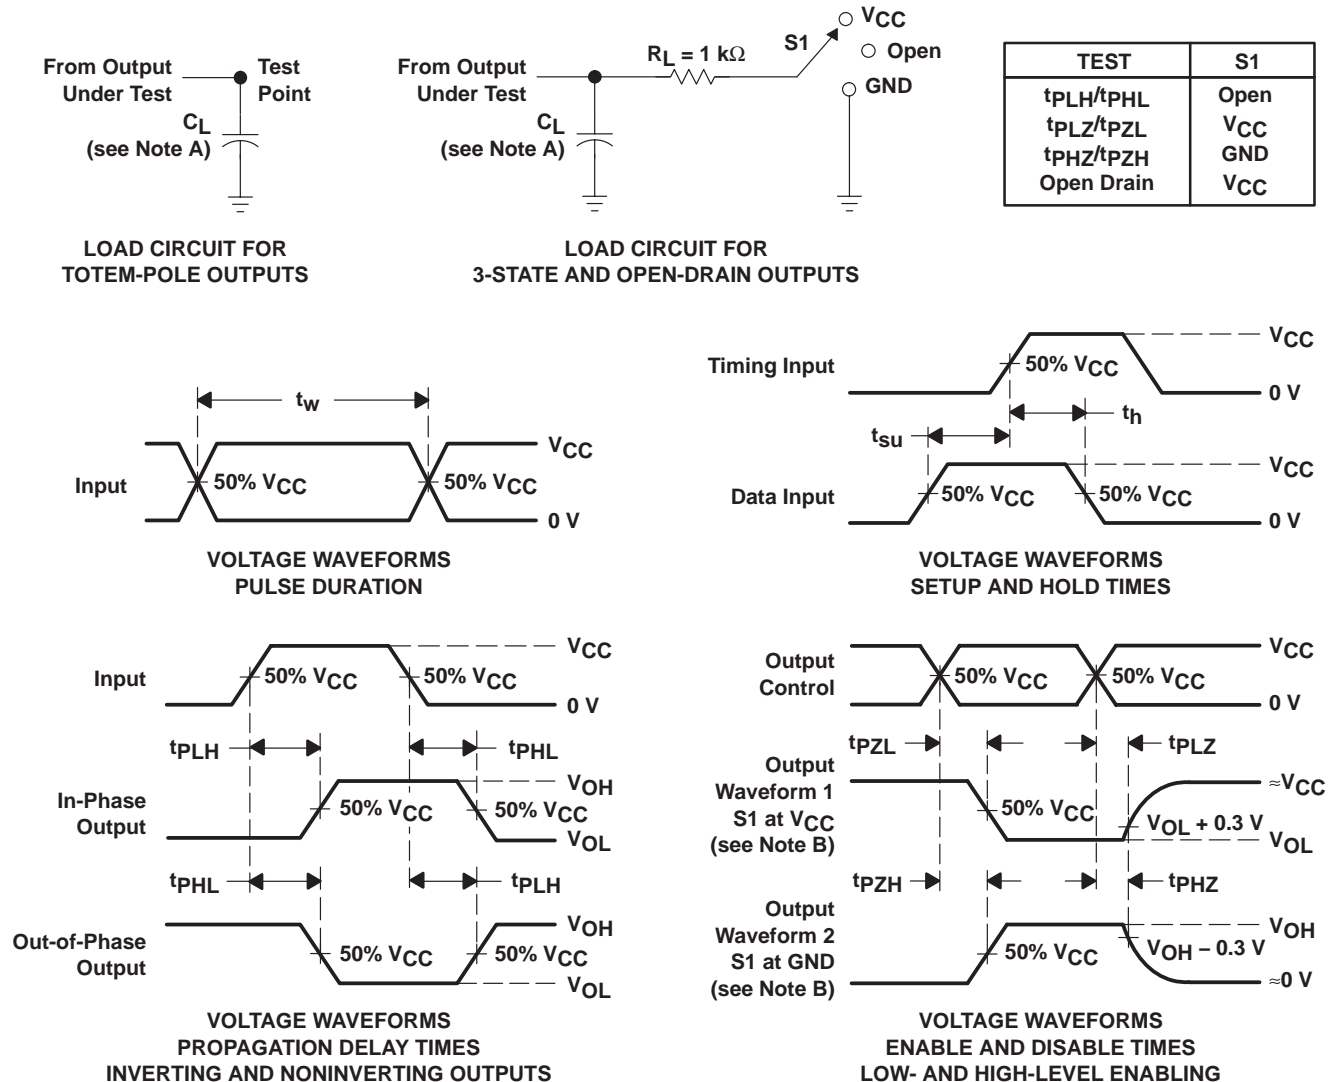 From Output
Under Test
Test
Point
CL
(see Note A)
LOAD CIRCUIT FOR
TOTEM-POLE OUTPUTS
From Output
Under Test
RL = 1 kΩ
S1
VCC
Open
GND
CL
(see Note A)
LOAD CIRCUIT FOR
3-STATE AND OPEN-DRAIN OUTPUTS
TEST S1
tPLH/tPHL Open
tPLZ/tPZL VCC
tPHZ/tPZH GND
Open Drain VCC
tw
Input
50% VCC
50% VCC
VCC
0 V
VOLTAGE WAVEFORMS
PULSE DURATION
Timing Input
50% VCC
VCC
0 V
tsu
th
Data Input
50% VCC
50% VCC
VCC
0 V
VOLTAGE WAVEFORMS
SETUP AND HOLD TIMES
Input
50% VCC
50% VCC
VCC
0 V
tPLH
tPHL
In-Phase
Output
50% VCC
50% VCC
VOH
VOL
tPHL
tPLH
Out-of-Phase
Output
50% VCC
50% VCC
VOH
VOL
VOLTAGE WAVEFORMS
PROPAGATION DELAY TIMES
INVERTING AND NONINVERTING OUTPUTS
Output
Control
50% VCC
50% VCC
VCC
0 V
tPZL
tPLZ
Output
Waveform 1
S1 at VCC
(see Note B)
50% VCC
≈VCC
VOL + 0.3 V
VOL
tPZH
tPHZ
Output
Waveform 2
S1 at GND
(see Note B)
50% VCC
VOH
VOH − 0.3 V
≈0 V
VOLTAGE WAVEFORMS
ENABLE AND DISABLE TIMES
LOW- AND HIGH-LEVEL ENABLING